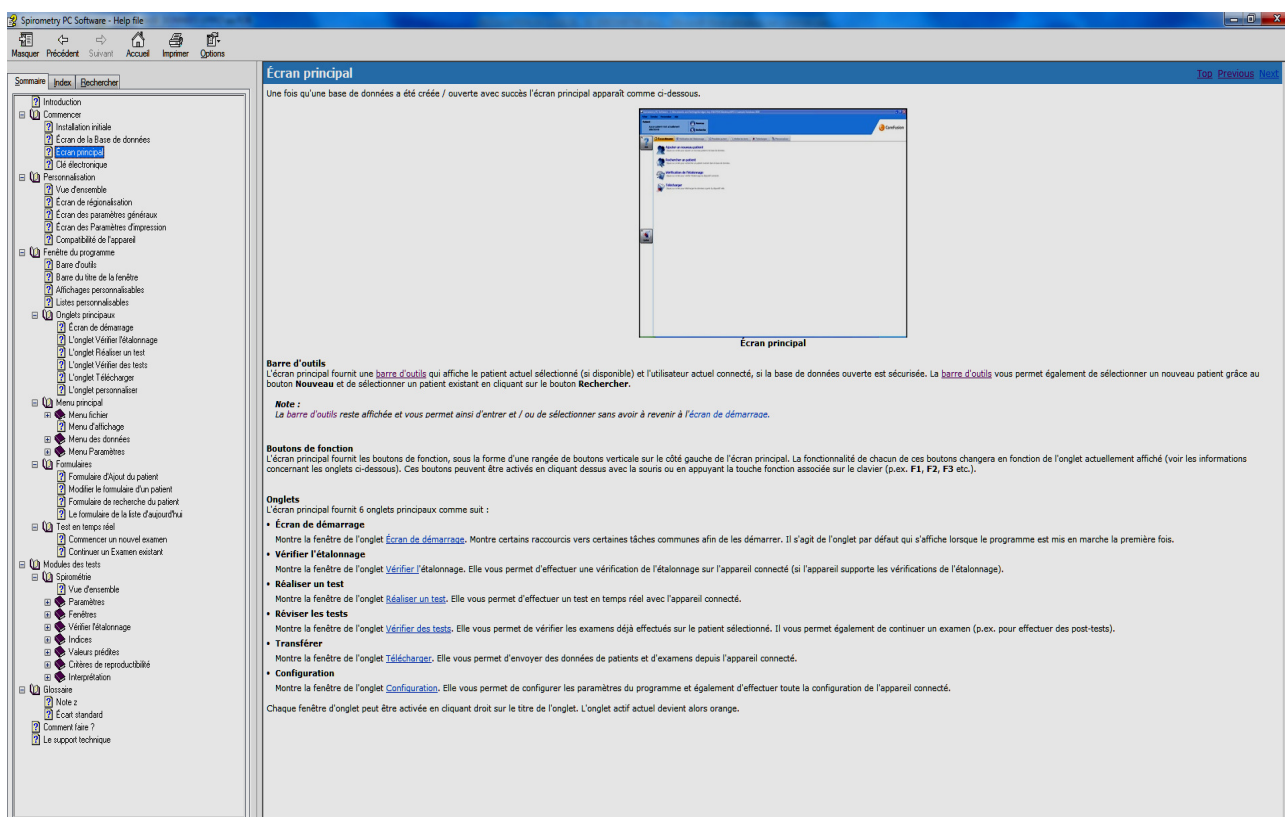 Spirometry PC Software - Help file
Masquer Précédent Suivant Accueil Imprimer Options
Sommaire Index Rechercher
Introduction
Commencer
Installation initiale
Écran de la Base de données
Écran principal
Clé électronique
Personnalisation
Vue d'ensemble
Écran de régionalisation
Écran des paramètres généraux
Écran des Paramètres d'impression
Compatibilité de l'appareil
Fenêtre du programme
Barre d'outils
Barre du titre de la fenêtre
Affichages personnalisables
Listes personnalisables
Onglets principaux
Écran de démarrage
L'onglet Vérifier l'étalonnage
L'onglet Réaliser un test
L'onglet Vérifier des tests
L'onglet Télécharger
L'onglet personnaliser
Menu principal
Menu fichier
Menu d'affichage
Menu des données
Menu Paramètres
Formulaires
Formulaire d'Ajout du patient
Modifier le formulaire d'un patient
Formulaire de recherche du patient
Le formulaire de la liste d'aujourd'hui
Test en temps réel
Commencer un nouvel examen
Continuer un Examen existant
Modules des tests
Spirométrie
Vue d'ensemble
Paramètres
Fenêtres
Vérifier l'étalonnage
Indices
Valeurs prédites
Critères de reproductibilité
Interprétation
Glossaire
Note z
Écart standard
Comment faire ?
Le support technique
Écran principal
Top Previous Next
Une fois qu'une base de données a été créée / ouverte avec succès l'écran principal apparaît comme ci-dessous.
CareFusion
Ajouter un nouveau patient
Rechercher un patient
Vérification de l'étalonnage
Télécharger
Écran principal
Barre d'outils
L'écran principal fournit une barre d'outils qui affiche le patient actuel sélectionné (si disponible) et l'utilisateur actuel connecté, si la base de données ouverte est sécurisée. La barre d'outils vous permet également de sélectionner un nouveau patient grâce au
bouton Nouveau et de sélectionner un patient existant en cliquant sur le bouton Rechercher.
Note :
La barre d'outils reste affichée et vous permet ainsi d'entrer et / ou de sélectionner sans avoir à revenir à l'écran de démarrage.
Boutons de fonction
L'écran principal fournit les boutons de fonction, sous la forme d'une rangée de boutons verticale sur le côté gauche de l'écran principal. La fonctionnalité de chacun de ces boutons changera en fonction de l'onglet actuellement affiché (voir les informations
concernant les onglets ci-dessous). Ces boutons peuvent être activés en cliquant dessus avec la souris ou en appuyant la touche fonction associée sur le clavier (p.ex. F1, F2, F3 etc.).
Onglets
L'écran principal fournit 6 onglets principaux comme suit :
• Écran de démarrage
Montre la fenêtre de l'onglet Écran de démarrage. Montre certains raccourcis vers certaines tâches communes afin de les démarrer. Il s'agit de l'onglet par défaut qui s'affiche lorsque le programme est mis en marche la première fois.
• Vérifier l'étalonnage
Montre la fenêtre de l'onglet Vérifier l'étalonnage. Elle vous permet d'effectuer une vérification de l'étalonnage sur l'appareil connecté (si l'appareil supporte les vérifications de l'étalonnage).
• Réaliser un test
Montre la fenêtre de l'onglet Réaliser un test. Elle vous permet d'effectuer un test en temps réel avec l'appareil connecté.
• Réviser les tests
Montre la fenêtre de l'onglet Vérifier des tests. Elle vous permet de vérifier les examens déjà effectués sur le patient sélectionné. Il vous permet également de continuer un examen (p.ex. pour effectuer des post-tests).
• Transférer
Montre la fenêtre de l'onglet Télécharger. Elle vous permet d'envoyer des données de patients et d'examens depuis l'appareil connecté.
• Configuration
Montre la fenêtre de l'onglet Configuration. Elle vous permet de configurer les paramètres du programme et également d'effectuer toute la configuration de l'appareil connecté.
Chaque fenêtre d'onglet peut être activée en cliquant droit sur le titre de l'onglet. L'onglet actif actuel devient alors orange.